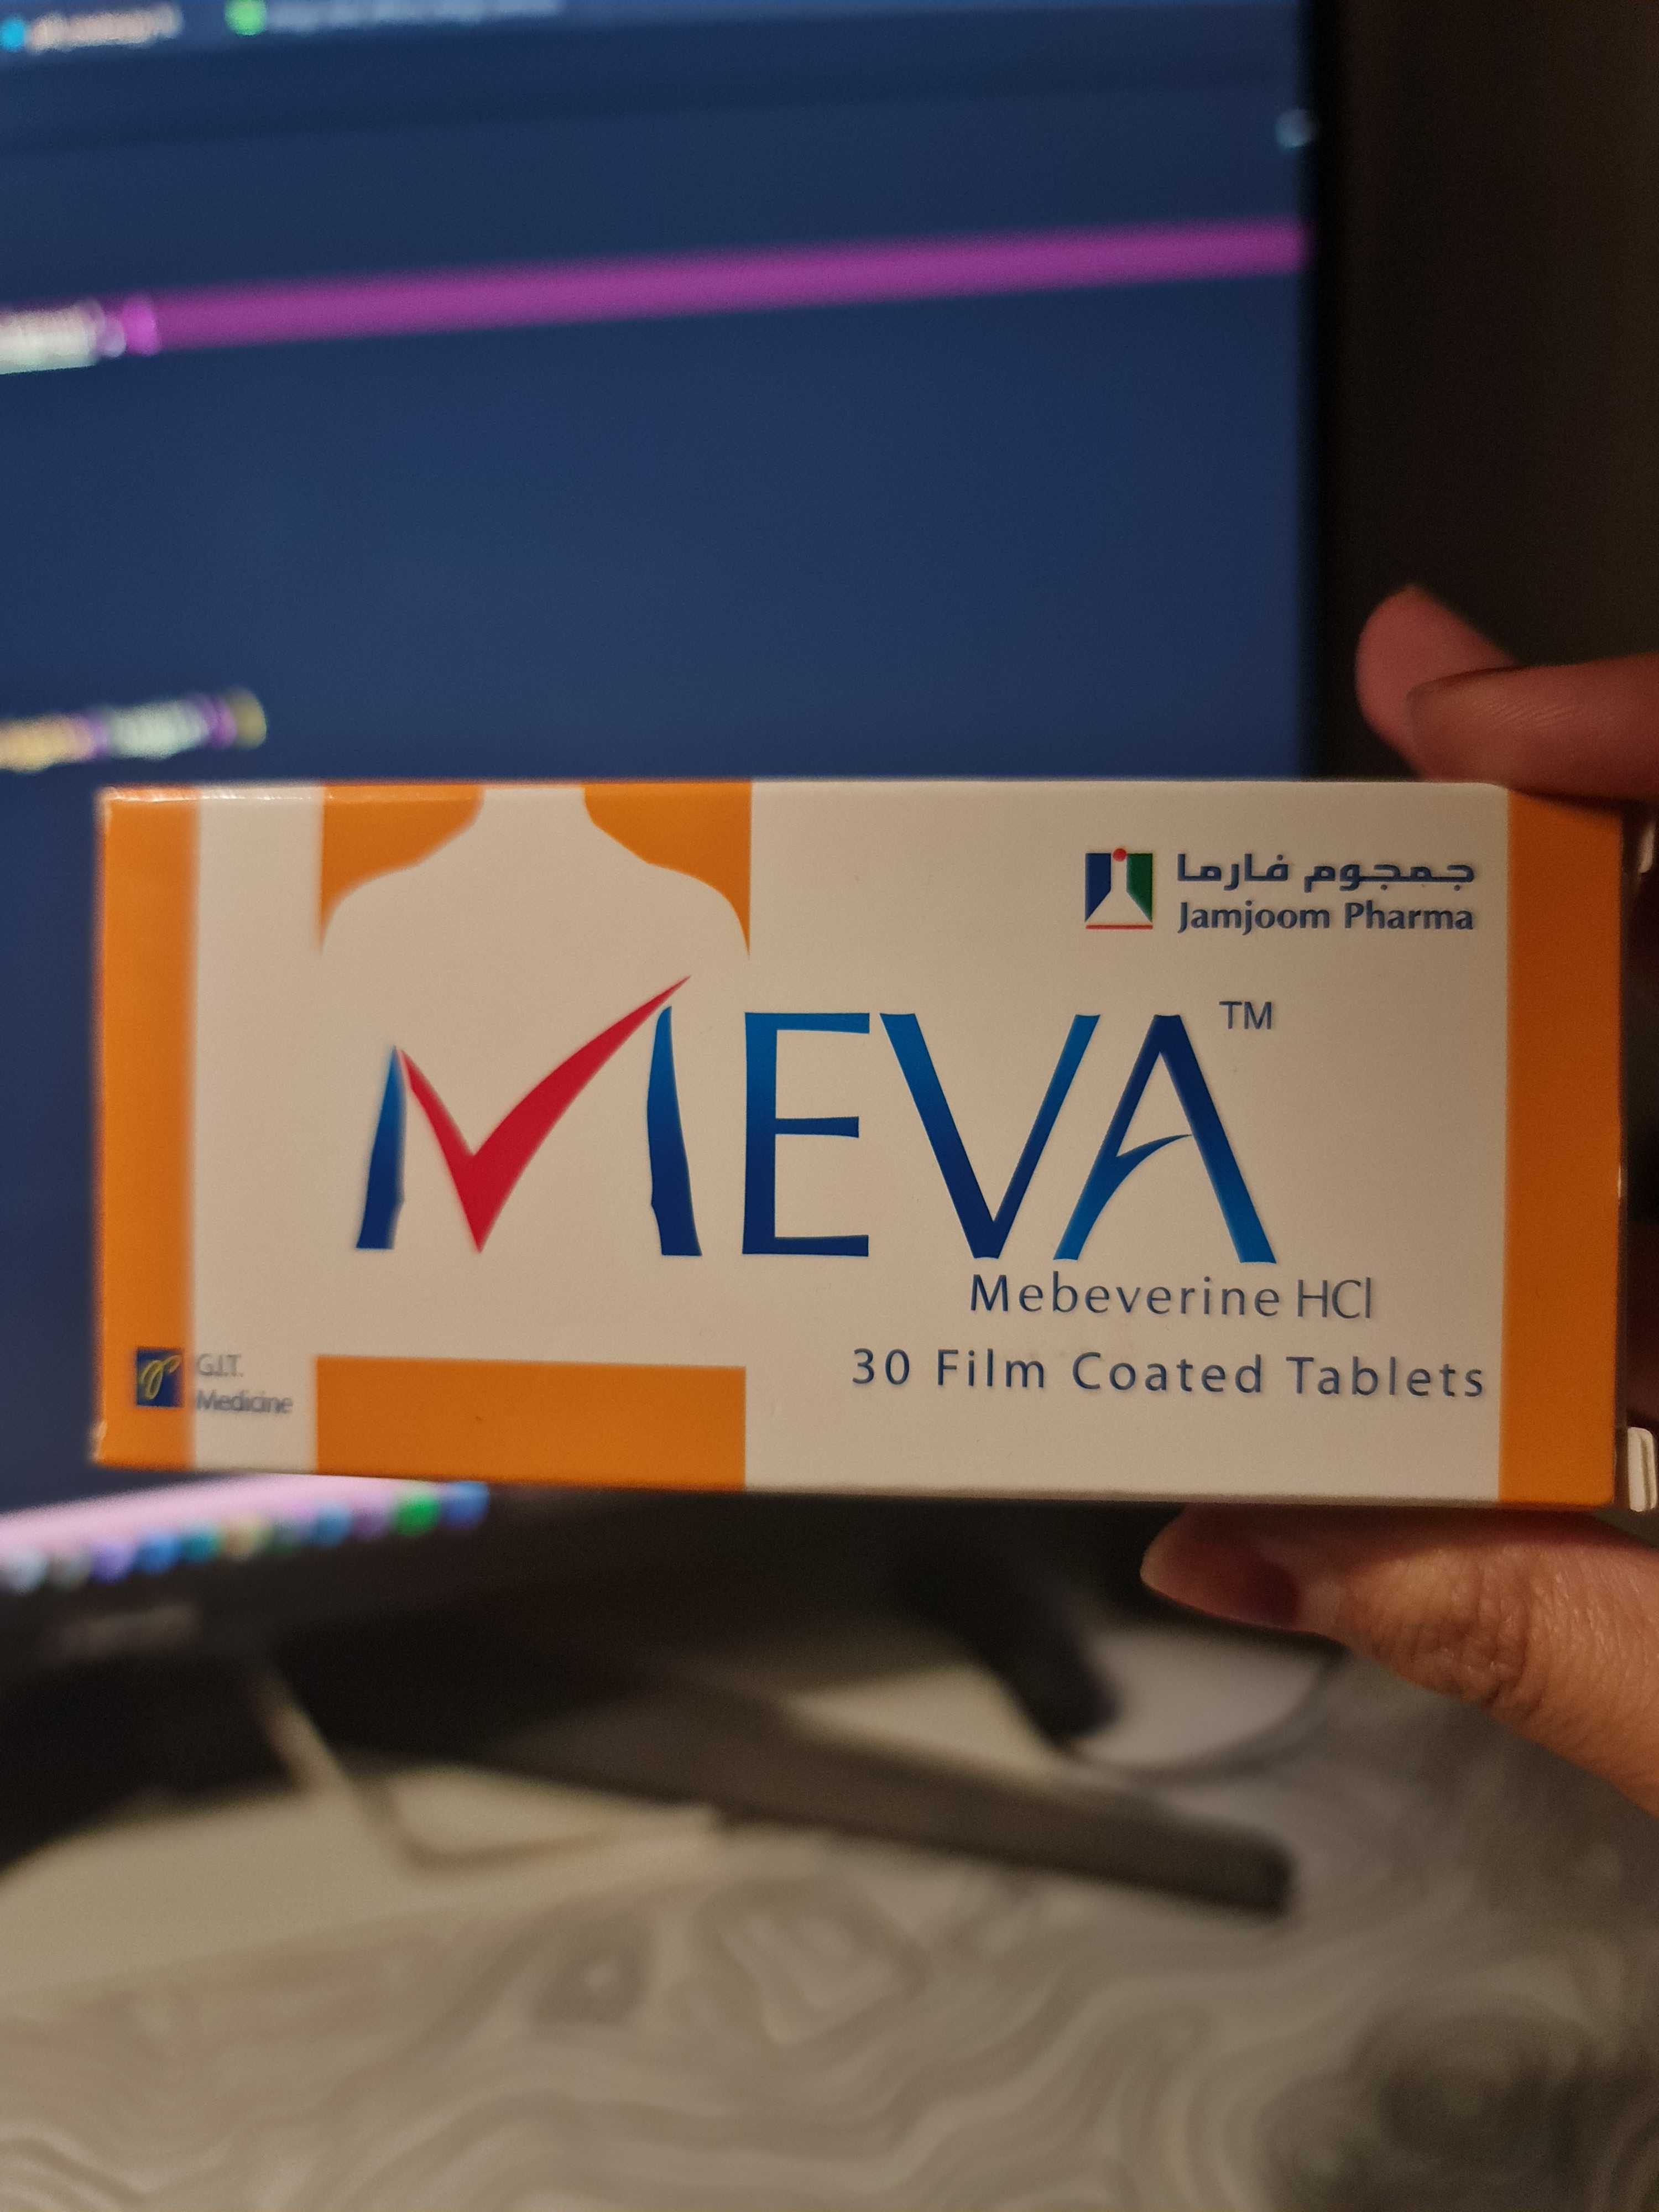 جمجوم فارما
Jamjoom Pharma
MEVA™
Mebeverine HCl
30 Film Coated Tablets
G.I.T.
Medicine